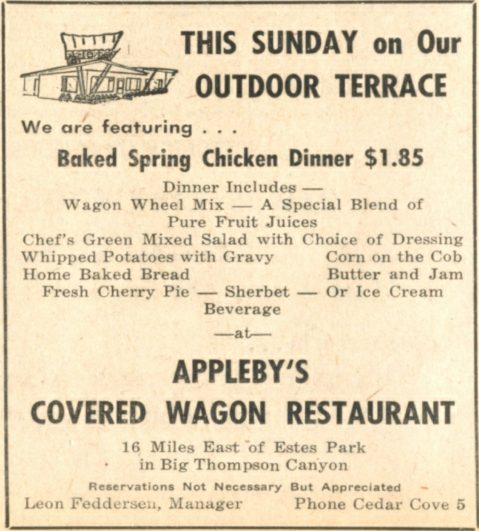 THIS SUNDAY on Our
OUTDOOR TERRACE
We are featuring . . .
Baked Spring Chicken Dinner $1.85
Dinner Includes —
Wagon Wheel Mix — A Special Blend of
Pure Fruit Juices
Chef's Green Mixed Salad with Choice of Dressing
Whipped Potatoes with Gravy Corn on the Cob
Home Baked Bread Butter and Jam
Fresh Cherry Pie — Sherbet — Or Ice Cream
Beverage
—at—
APPLEBY'S
COVERED WAGON RESTAURANT
16 Miles East of Estes Park
in Big Thompson Canyon
Reservations Not Necessary But Appreciated
Leon Feddersen, Manager Phone Cedar Cove 5